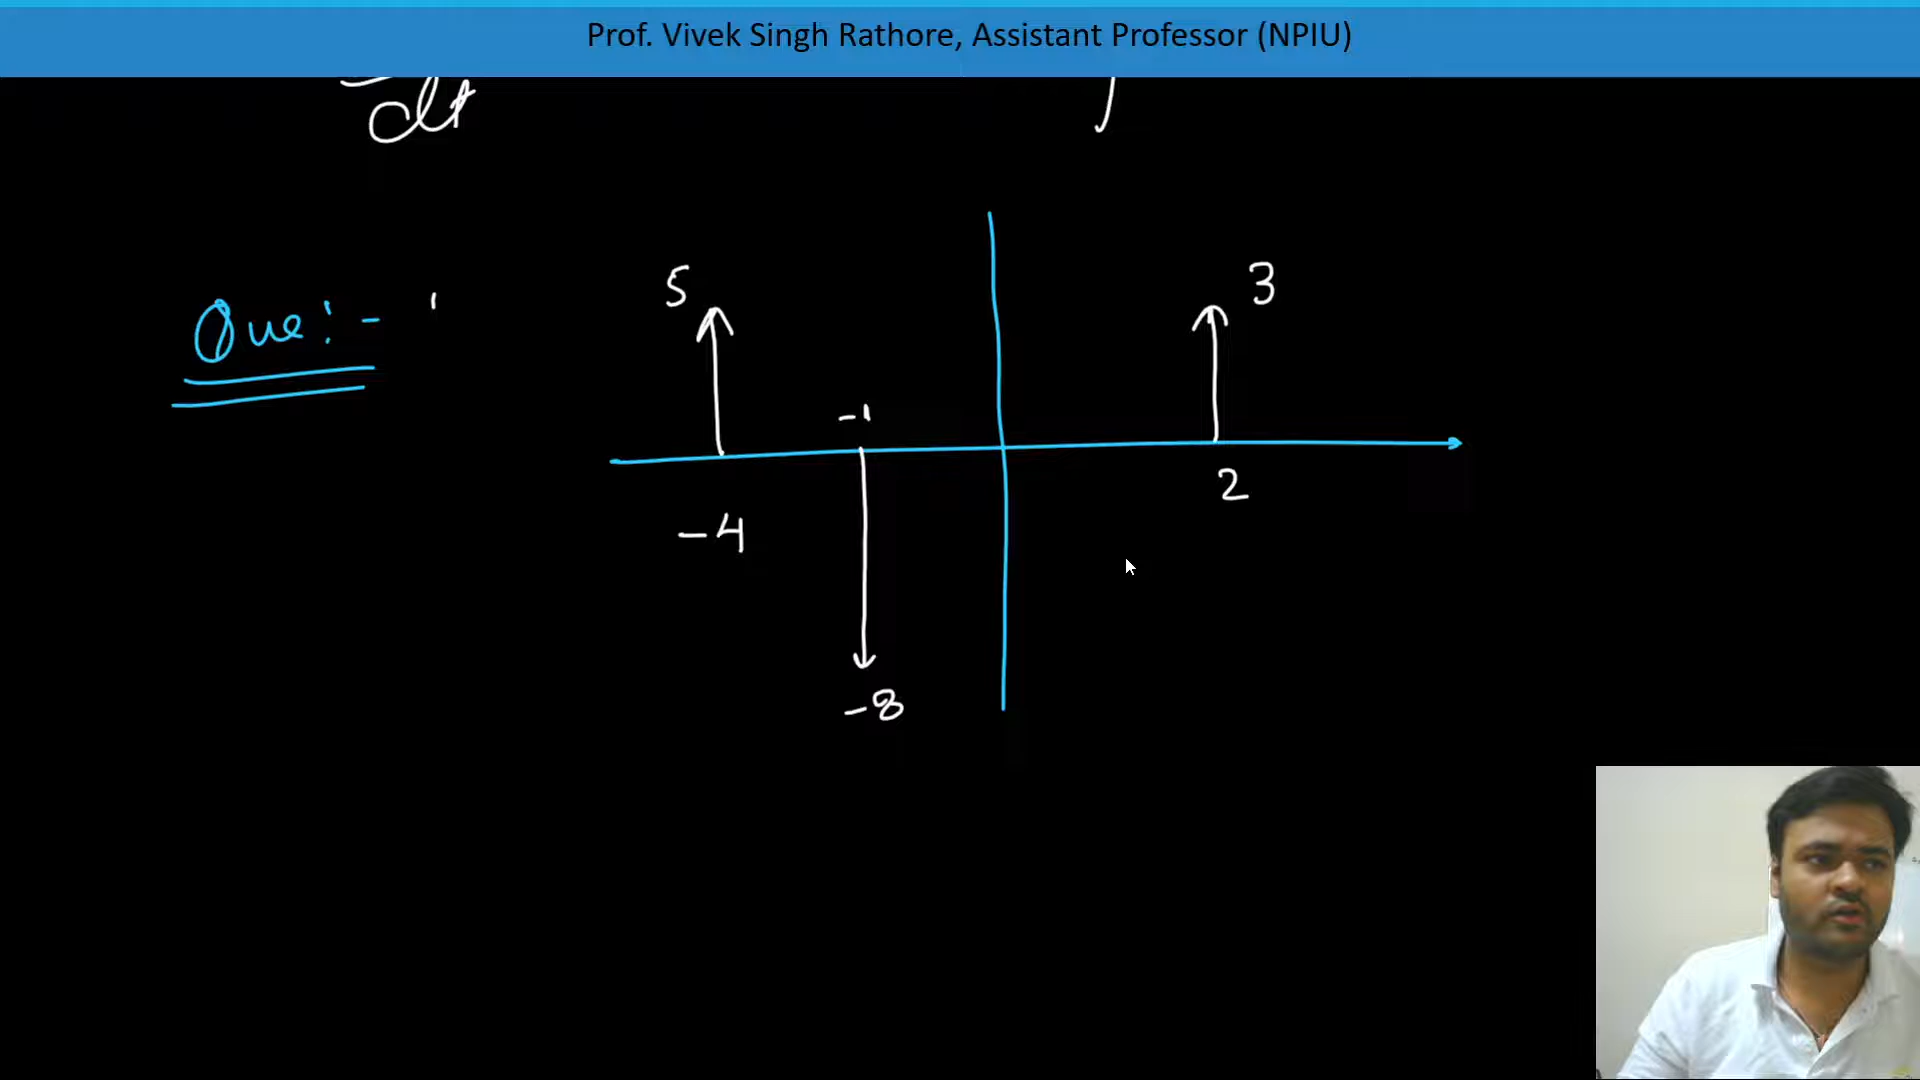 Prof. Vivek Singh Rathore, Assistant Professor (NPIU)
dt
Que:-
5
3
-1
2
-4
-8